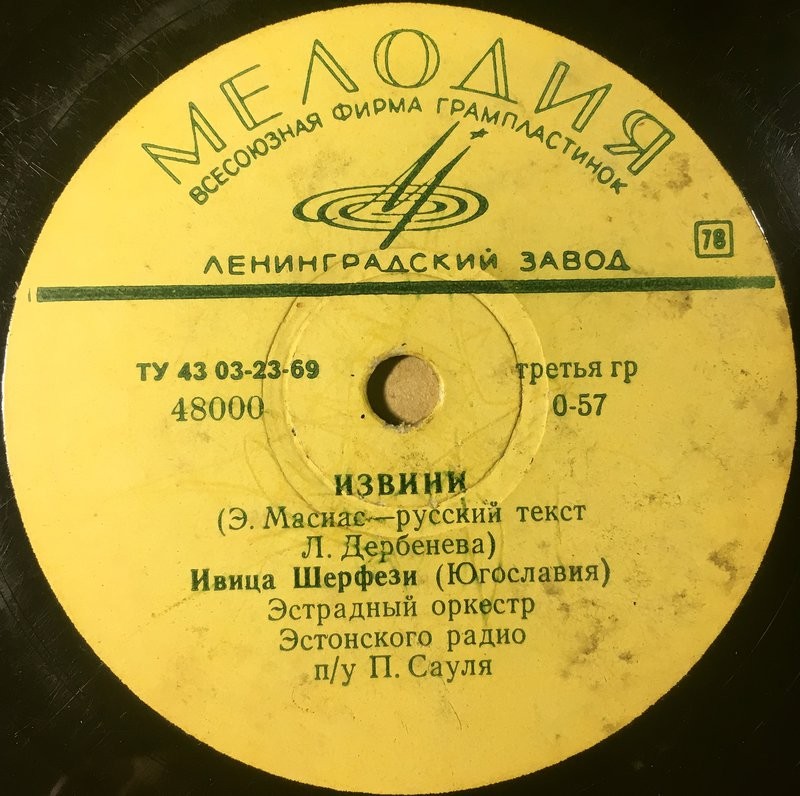 МЕЛОДИЯ
ВСЕСОЮЗНАЯ ФИРМА ГРАМПЛАСТИНОК
ЛЕНИНГРАДСКИЙ ЗАВОД
78
ТУ 43 03-23-69
третья гр
48000
0-57
ИЗВИНИ
(Э. Масиас—русский текст
Л. Дербенева)
Ивица Шерфези (Югославия)
Эстрадный оркестр
Эстонского радио
п/у П. Сауля